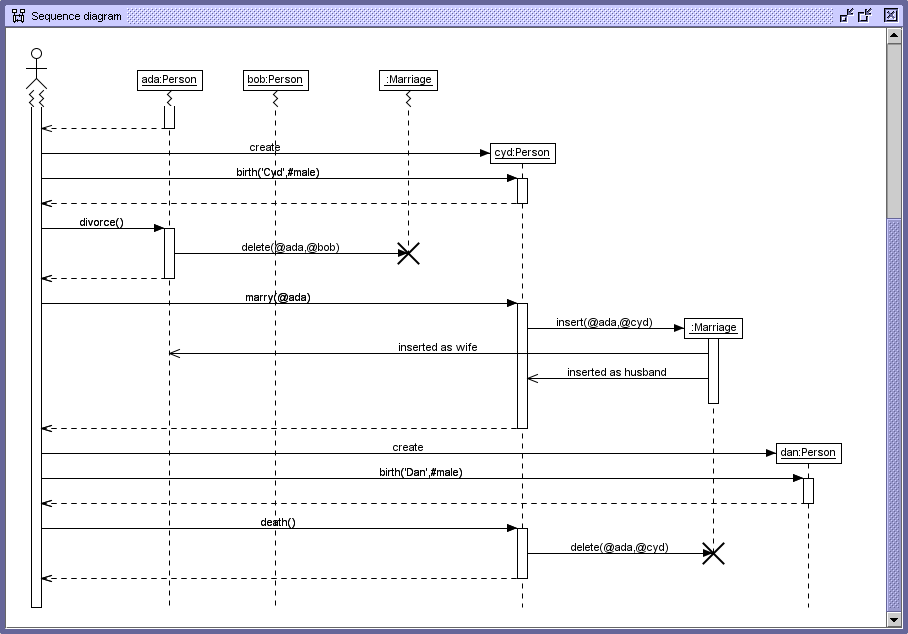 Sequence diagram
ada:Person
bob:Person
:Marriage
create
cyd:Person
birth('Cyd',#male)
divorce()
delete(@ada,@bob)
marry(@ada)
insert(@ada,@cyd)
:Marriage
inserted as wife
inserted as husband
create
dan:Person
birth('Dan',#male)
death()
delete(@ada,@cyd)